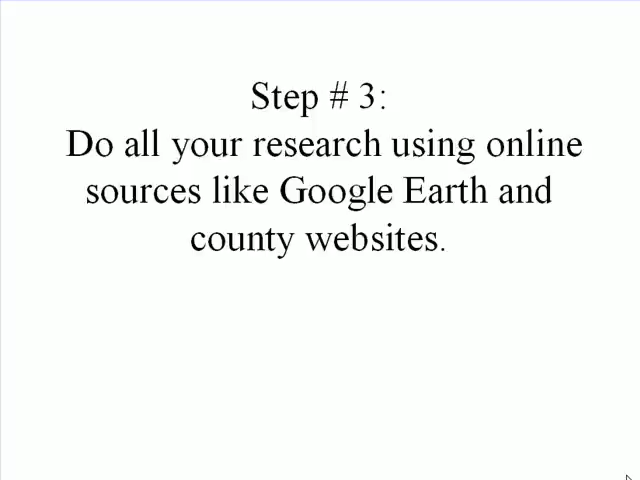 Step # 3:
Do all your research using online
sources like Google Earth and
county websites.